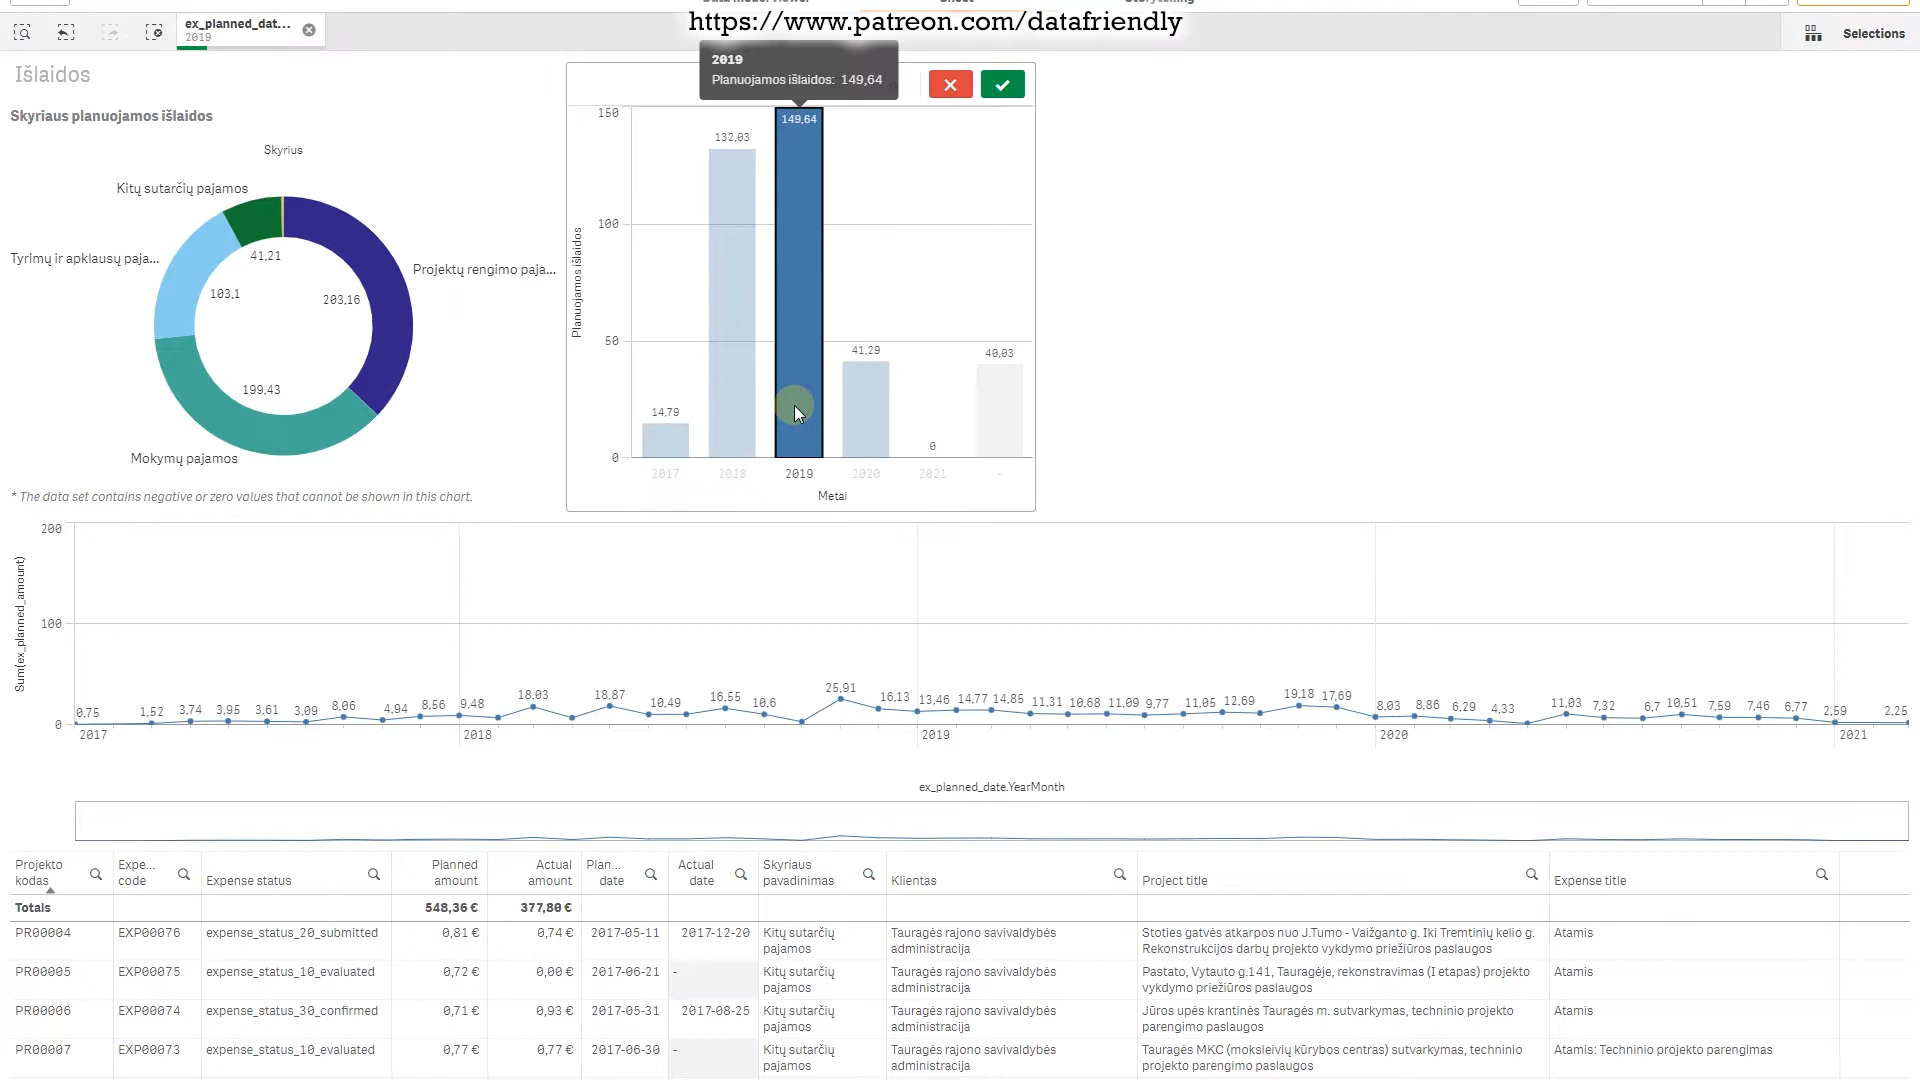 https://www.patreon.com/datafriendly
ex_planned_dat...
2019
Selections
Išlaidos
Skyriaus planuojamos išlaidos
Skyrius
Kitų sutarčių pajamos
Tyrimų ir apklausų paja...
Projektų rengimo paja...
Mokymų pajamos
41,21
103,1
203,16
199,43
* The data set contains negative or zero values that cannot be shown in this chart.
2019
Planuojamos išlaidos: 149,64
Planuojamos išlaidos
150
100
50
0
14,79
132,03
149,64
41,29
0
40,03
2017
2018
2019
2020
2021
-
Metai
Sum(ex_planned_amount)
200
100
0
0,75 1,52 3,74 3,95 3,61 3,09 8,06 4,94 8,56 9,48 18,03 18,87 10,49 16,55 10,6 25,91 16,13 13,46 14,77 14,85 11,31 10,68 11,09 9,77 11,05 12,69 19,18 17,69 8,03 8,86 6,29 4,33 11,03 7,32 6,7 10,51 7,59 7,46 6,77 2,59 2,25
2017 2018 2019 2020 2021
ex_planned_date.YearMonth
Projekto kodas Expe... code Expense status Planned amount Actual amount Plan... date Actual date Skyriaus pavadinimas Klientas Project title Expense title
Totals 548,36 € 377,80 €
PR00004 EXP00076 expense_status_20_submitted 0,81 € 0,74 € 2017-05-11 2017-12-20 Kitų sutarčių Tauragės rajono savivaldybės Stoties gatvės atkarpos nuo J.Tumo - Vaižganto g. Iki Tremtinių kelio g. Atamis
pajamos administracija Rekonstrukcijos darbų projekto vykdymo priežiūros paslaugos
PR00005 EXP00075 expense_status_10_evaluated 0,72 € 0,00 € 2017-06-21 - Kitų sutarčių Tauragės rajono savivaldybės Pastato, Vytauto g.141, Tauragėje, rekonstravimas (I etapas) projekto Atamis
pajamos administracija vykdymo priežiūros paslaugos
PR00006 EXP00074 expense_status_30_confirmed 0,71 € 0,93 € 2017-05-31 2017-08-25 Kitų sutarčių Tauragės rajono savivaldybės Jūros upės krantinės Tauragės m. sutvarkymas, techninio projekto Atamis
pajamos administracija parengimo paslaugos
PR00007 EXP00073 expense_status_10_evaluated 0,77 € 0,77 € 2017-06-30 - Kitų sutarčių Tauragės rajono savivaldybės Tauragės MKC (moksleivių kūrybos centras) sutvarkymas, techninio Atamis: Techninio projekto parengimas
pajamos administracija projekto parengimo paslaugos